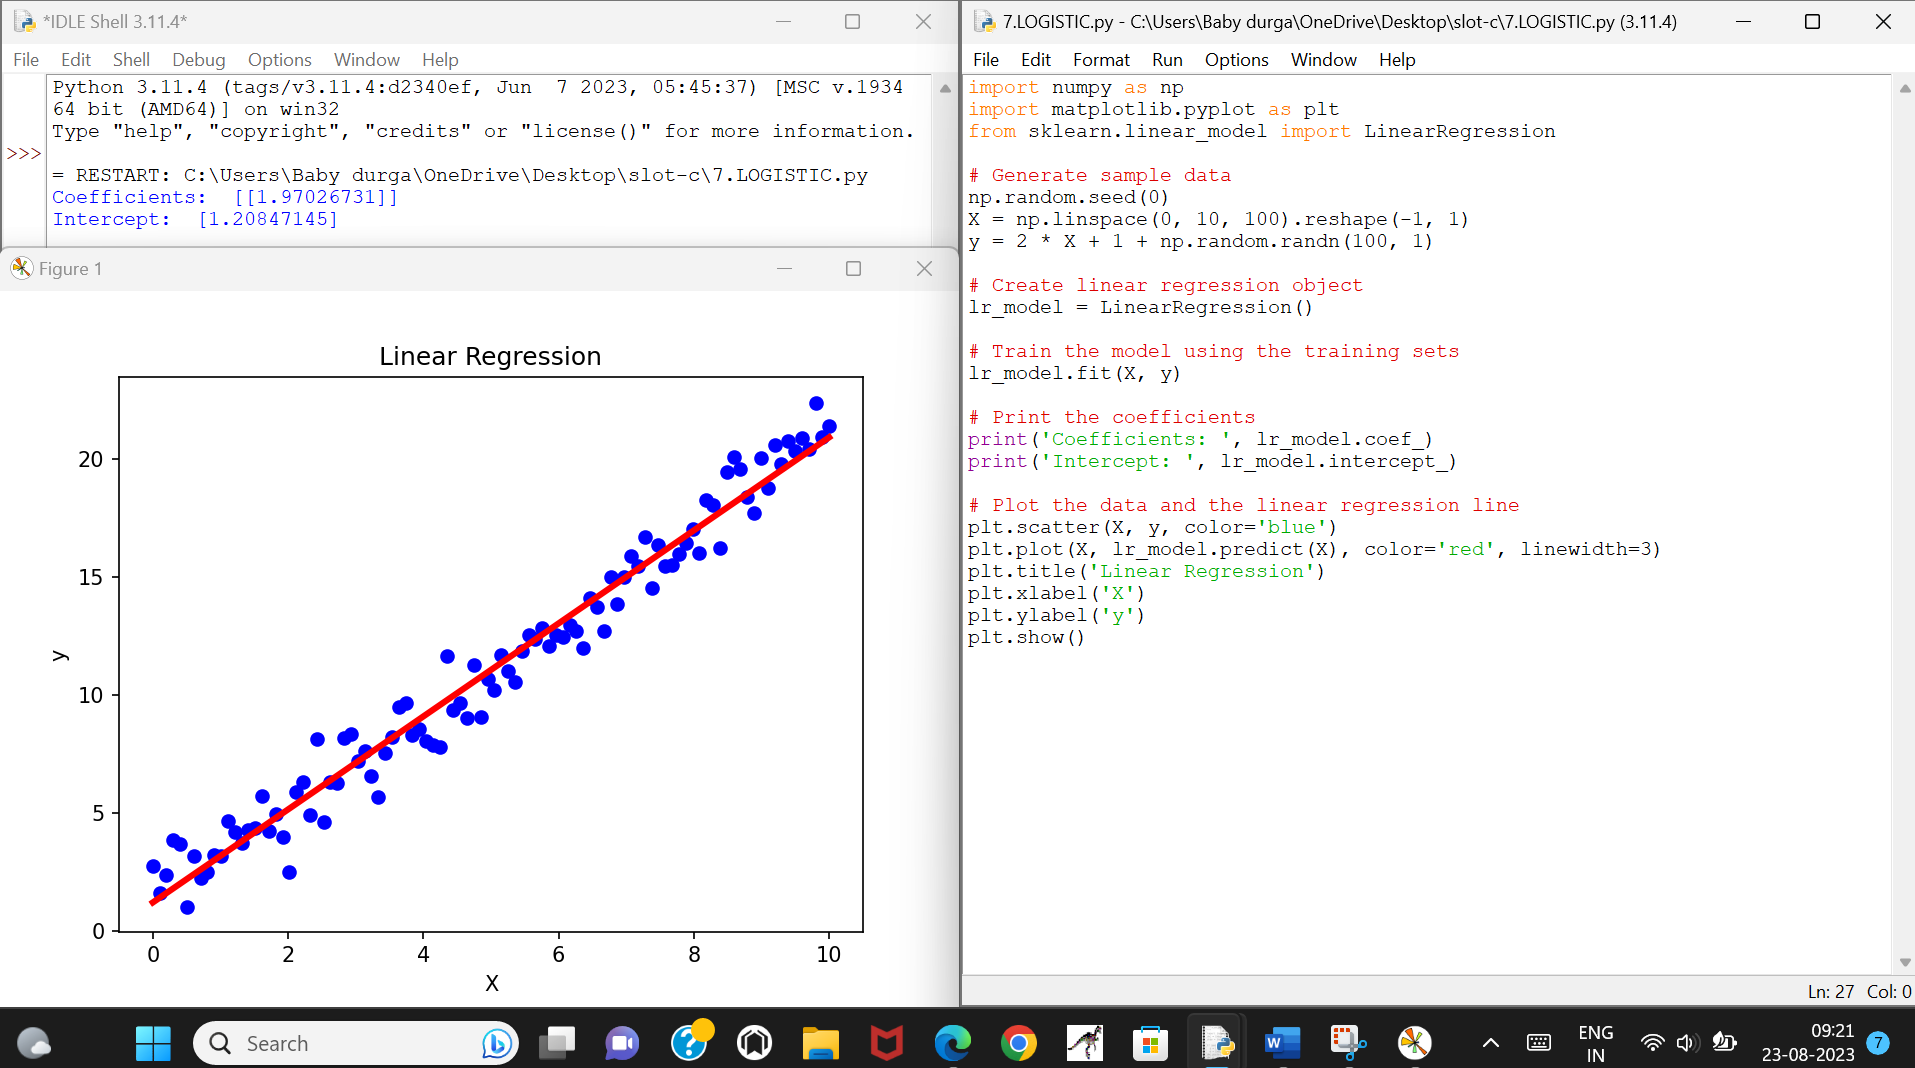 *IDLE Shell 3.11.4*
File Edit Shell Debug Options Window Help
Python 3.11.4 (tags/v3.11.4:d2340ef, Jun  7 2023, 05:45:37) [MSC v.1934
64 bit (AMD64)] on win32
Type "help", "copyright", "credits" or "license()" for more information.
>>>
= RESTART: C:\Users\Baby durga\OneDrive\Desktop\slot-c\7.LOGISTIC.py
Coefficients:  [[1.97026731]]
Intercept:  [1.20847145]
Figure 1
Linear Regression
20
15
10
5
0
y
0 2 4 6 8 10
X
7.LOGISTIC.py - C:\Users\Baby durga\OneDrive\Desktop\slot-c\7.LOGISTIC.py (3.11.4)
File Edit Format Run Options Window Help
import numpy as np
import matplotlib.pyplot as plt
from sklearn.linear_model import LinearRegression
# Generate sample data
np.random.seed(0)
X = np.linspace(0, 10, 100).reshape(-1, 1)
y = 2 * X + 1 + np.random.randn(100, 1)
# Create linear regression object
lr_model = LinearRegression()
# Train the model using the training sets
lr_model.fit(X, y)
# Print the coefficients
print('Coefficients: ', lr_model.coef_)
print('Intercept: ', lr_model.intercept_)
# Plot the data and the linear regression line
plt.scatter(X, y, color='blue')
plt.plot(X, lr_model.predict(X), color='red', linewidth=3)
plt.title('Linear Regression')
plt.xlabel('X')
plt.ylabel('y')
plt.show()
Ln: 27 Col: 0
Search
W
ENG
IN
09:21
23-08-2023
7